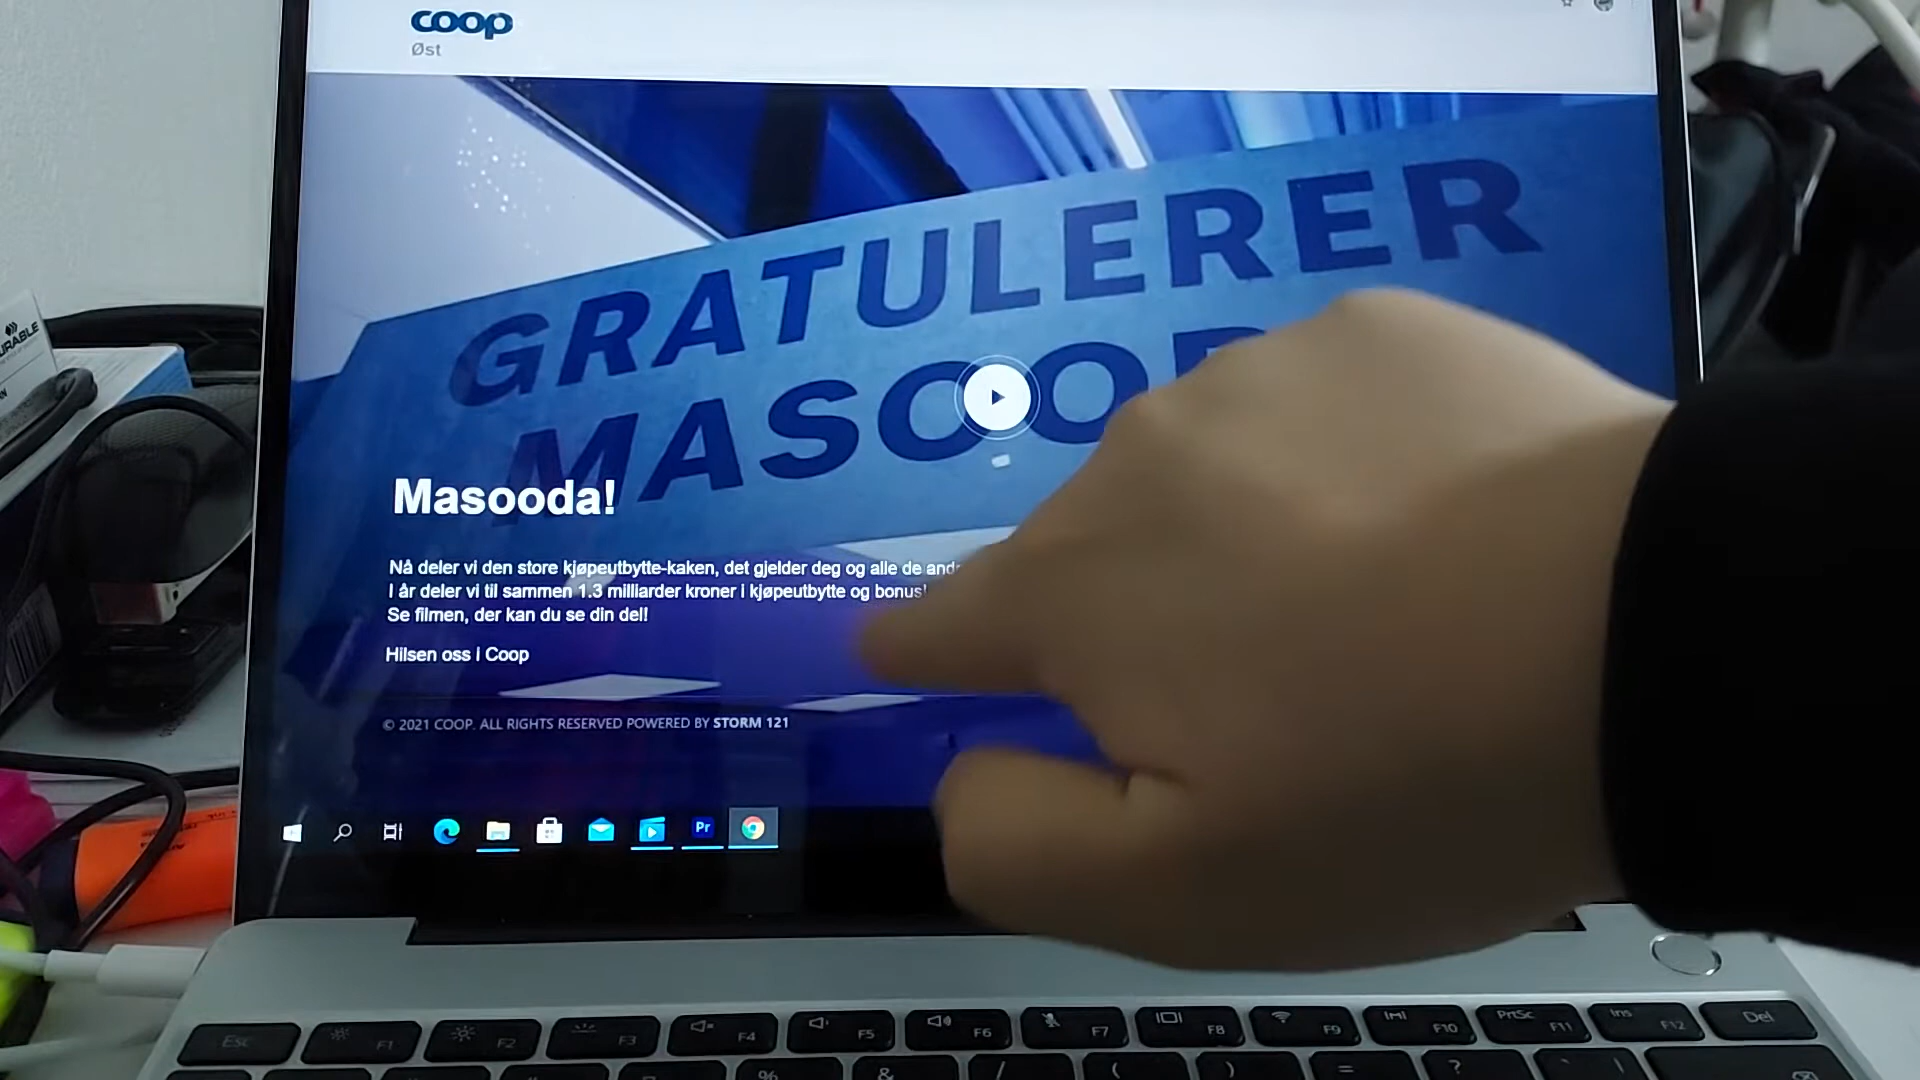 coop
Øst
GRATULERER
Masooda!
Nå deler vi den store kjøpeutbytte-kaken, det gjelder deg og alle de
I år deler vi til sammen 1.3 milliarder kroner i kjøpeutbytte og bonus!
Se filmen, der kan du se din del!
Hilsen oss i Coop
© 2021 COOP. ALL RIGHTS RESERVED POWERED BY STORM 121
Pr
Esc F1 F2 F3 F4 F5 F6 F7 F8 F9 F10 PrtSc F11 Ins F12 Del
% & / ( ) = ?